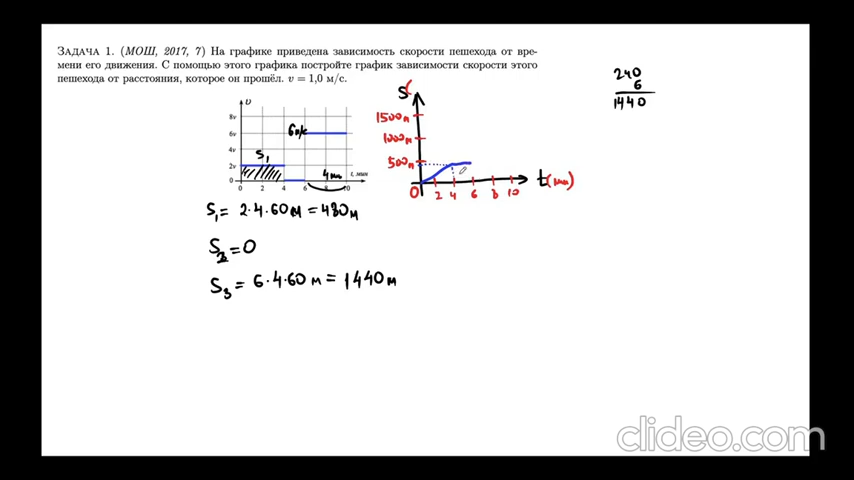 ЗАДАЧА 1. (МОШ, 2017, 7) На графике приведена зависимость скорости пешехода от вре-
мени его движения. С помощью этого графика постройте график зависимости скорости этого
пешехода от расстояния, которое он прошёл. v = 1,0 м/с.
240
6
1440
υ
8v
6v
4v
2v
0
0 2 4 6 8 10
t, мин
6м/с
S₁
4мин
S(
1500м
1000м
500м
0 2 4 6 8 10
t(мин)
S₁ = 2·4·60м = 480м
S₂ = 0
S₃ = 6·4·60 м = 1440м
clideo.com